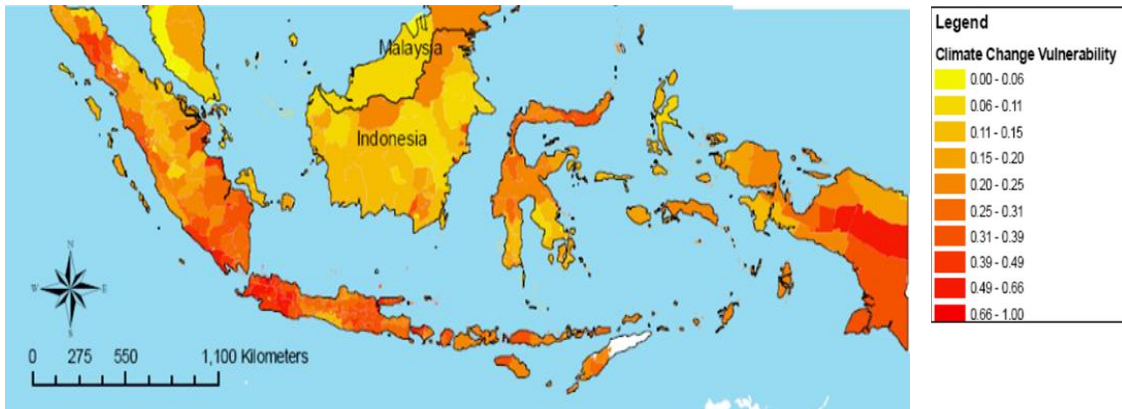 Malaysia
Indonesia
N
W E
S
0 275 550 1,100 Kilometers
Legend
Climate Change Vulnerability
0.00 - 0.06
0.06 - 0.11
0.11 - 0.15
0.15 - 0.20
0.20 - 0.25
0.25 - 0.31
0.31 - 0.39
0.39 - 0.49
0.49 - 0.66
0.66 - 1.00